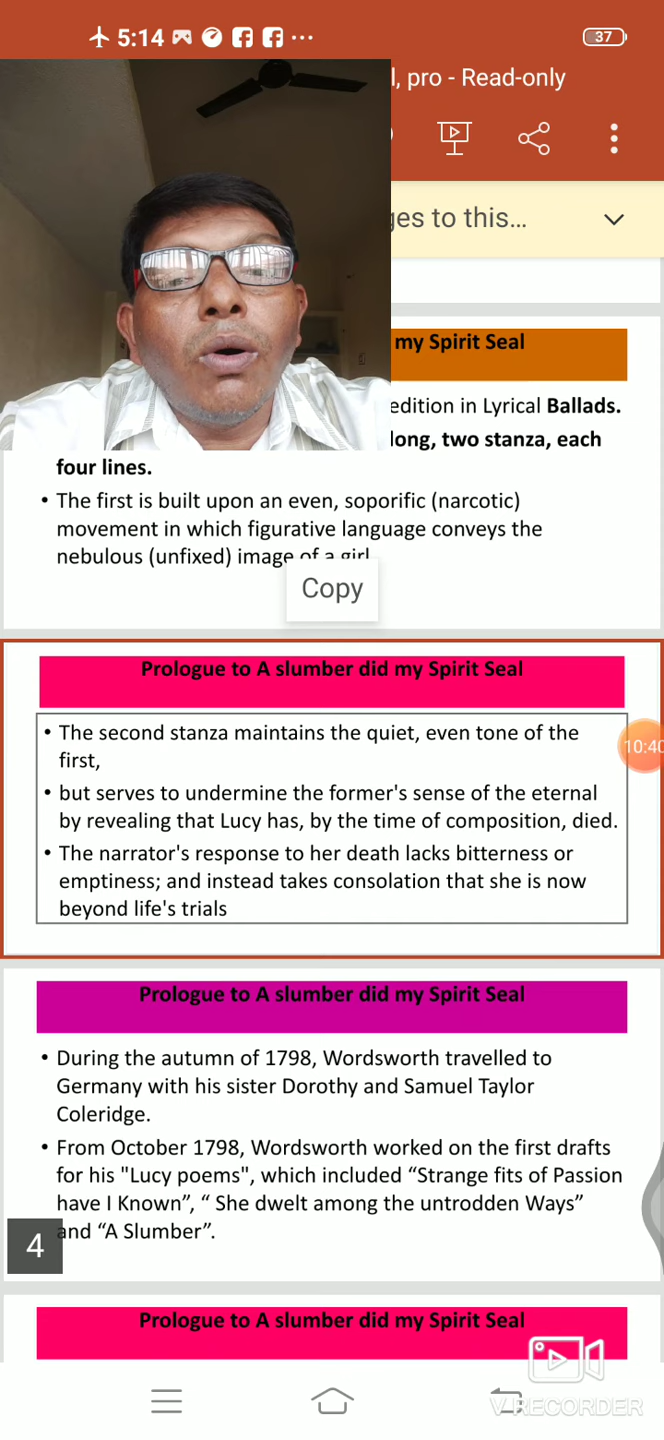 5:14
37
l, pro - Read-only
ges to this...
my Spirit Seal
edition in Lyrical Ballads.
long, two stanza, each
four lines.
• The first is built upon an even, soporific (narcotic)
movement in which figurative language conveys the
nebulous (unfixed) image of a girl
Copy
Prologue to A slumber did my Spirit Seal
• The second stanza maintains the quiet, even tone of the
first,
• but serves to undermine the former's sense of the eternal
by revealing that Lucy has, by the time of composition, died.
• The narrator's response to her death lacks bitterness or
emptiness; and instead takes consolation that she is now
beyond life's trials
10:40
Prologue to A slumber did my Spirit Seal
• During the autumn of 1798, Wordsworth travelled to
Germany with his sister Dorothy and Samuel Taylor
Coleridge.
• From October 1798, Wordsworth worked on the first drafts
for his "Lucy poems", which included “Strange fits of Passion
have I Known”, “ She dwelt among the untrodden Ways”
and “A Slumber”.
4
Prologue to A slumber did my Spirit Seal
V RECORDER